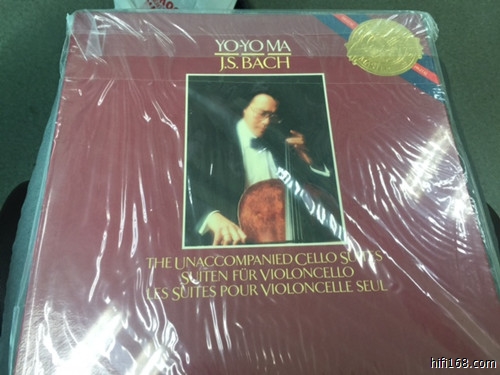 YO-YO MA
J.S. BACH
THE UNACCOMPANIED CELLO SUITES
SUITEN FÜR VIOLONCELLO
LES SUITES POUR VIOLONCELLE SEUL
hifi168.com